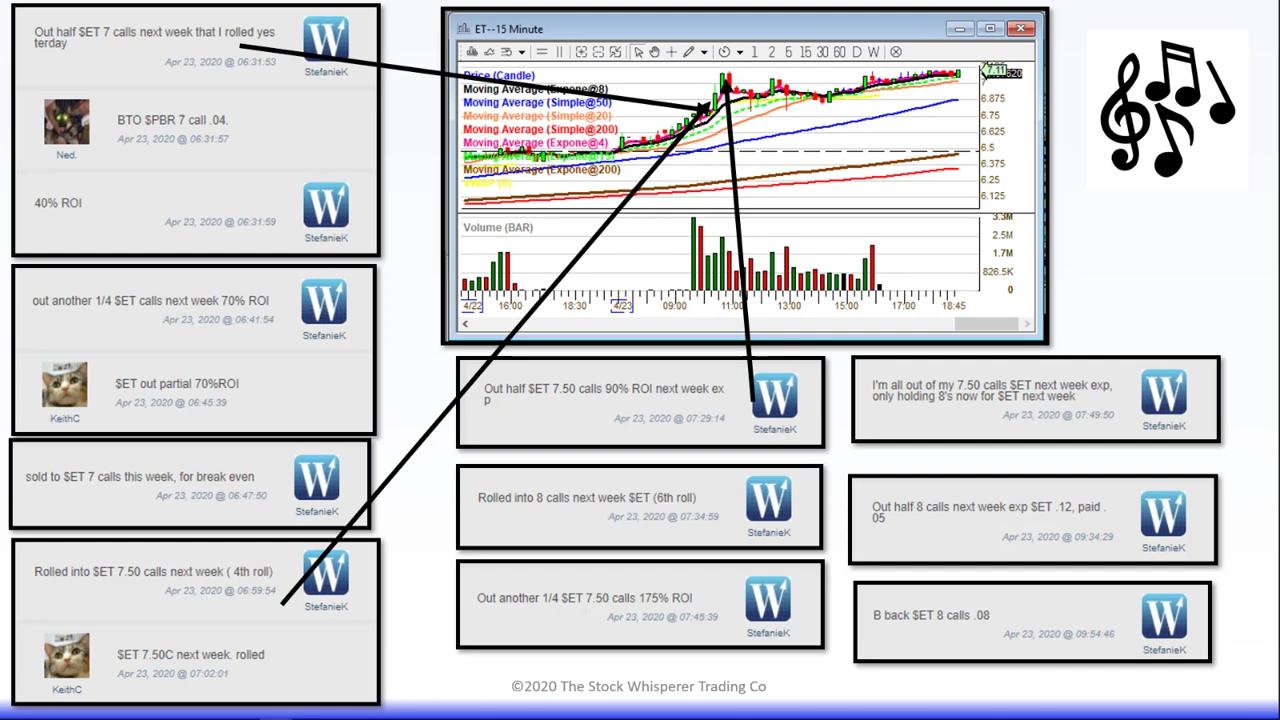 Out half $ET 7 calls next week that I rolled yes
terday
Apr 23, 2020 @ 06:31:53
StefanieK
BTO $PBR 7 call .04.
Apr 23, 2020 @ 06:31:57
Ned.
40% ROI
Apr 23, 2020 @ 06:31:59
StefanieK
out another 1/4 $ET calls next week 70% ROI
Apr 23, 2020 @ 06:41:54
StefanieK
$ET out partial 70%ROI
Apr 23, 2020 @ 06:45:39
KeithC
sold to $ET 7 calls this week, for break even
Apr 23, 2020 @ 06:47:50
StefanieK
Rolled into $ET 7.50 calls next week ( 4th roll)
Apr 23, 2020 @ 06:59:54
StefanieK
$ET 7.50C next week. rolled
Apr 23, 2020 @ 07:02:01
KeithC
ET--15 Minute
1 2 5 15 30 60 D W
Price (Candle)
Moving Average (Expone@8)
Moving Average (Simple@50)
Moving Average (Simple@20)
Moving Average (Simple@200)
Moving Average (Expone@4)
Moving Average (Expone@15)
Moving Average (Expone@200)
VWAP (0)
7.11
7
6.875
6.75
6.625
6.5
6.375
6.25
6.125
Volume (BAR)
3.3M
2.5M
1.7M
826.5K
0
4/22 16:00 18:30 4/23 09:00 11:00 13:00 15:00 17:00 18:45
Out half $ET 7.50 calls 90% ROI next week ex
p
Apr 23, 2020 @ 07:29:14
StefanieK
Rolled into 8 calls next week $ET (6th roll)
Apr 23, 2020 @ 07:34:59
StefanieK
Out another 1/4 $ET 7.50 calls 175% ROI
Apr 23, 2020 @ 07:45:39
StefanieK
I'm all out of my 7.50 calls $ET next week exp,
only holding 8's now for $ET next week
Apr 23, 2020 @ 07:49:50
StefanieK
Out half 8 calls next week exp $ET .12, paid .
05
Apr 23, 2020 @ 09:34:29
StefanieK
B back $ET 8 calls .08
Apr 23, 2020 @ 09:54:46
StefanieK
©2020 The Stock Whisperer Trading Co